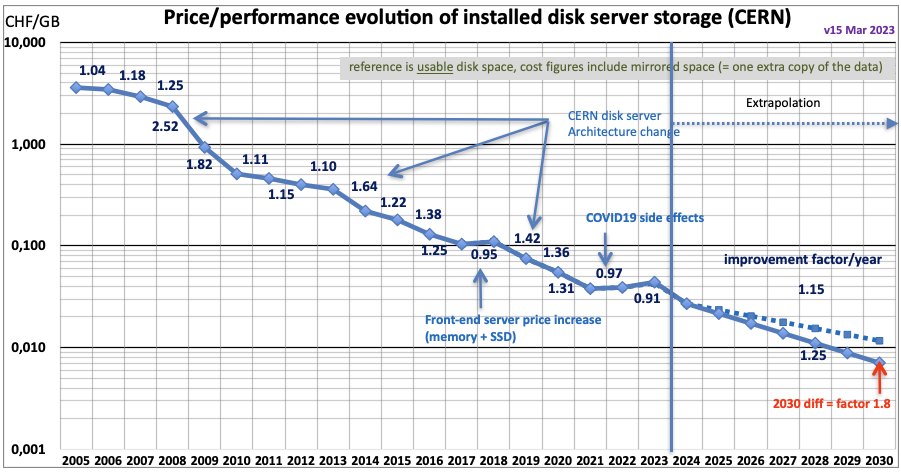 CHF/GB
Price/performance evolution of installed disk server storage (CERN)
v15 Mar 2023
10,000
1,000
0,100
0,010
0,001
reference is usable disk space, cost figures include mirrored space (= one extra copy of the data)
1.04
1.18
1.25
2.52
1.82
1.11
1.15
1.10
1.64
1.22
1.38
1.25
0.95
1.42
1.36
1.31
0.97
0.91
CERN disk server
Architecture change
Extrapolation
COVID19 side effects
improvement factor/year
1.15
1.25
Front-end server price increase
(memory + SSD)
2030 diff = factor 1.8
2005 2006 2007 2008 2009 2010 2011 2012 2013 2014 2015 2016 2017 2018 2019 2020 2021 2022 2023 2024 2025 2026 2027 2028 2029 2030